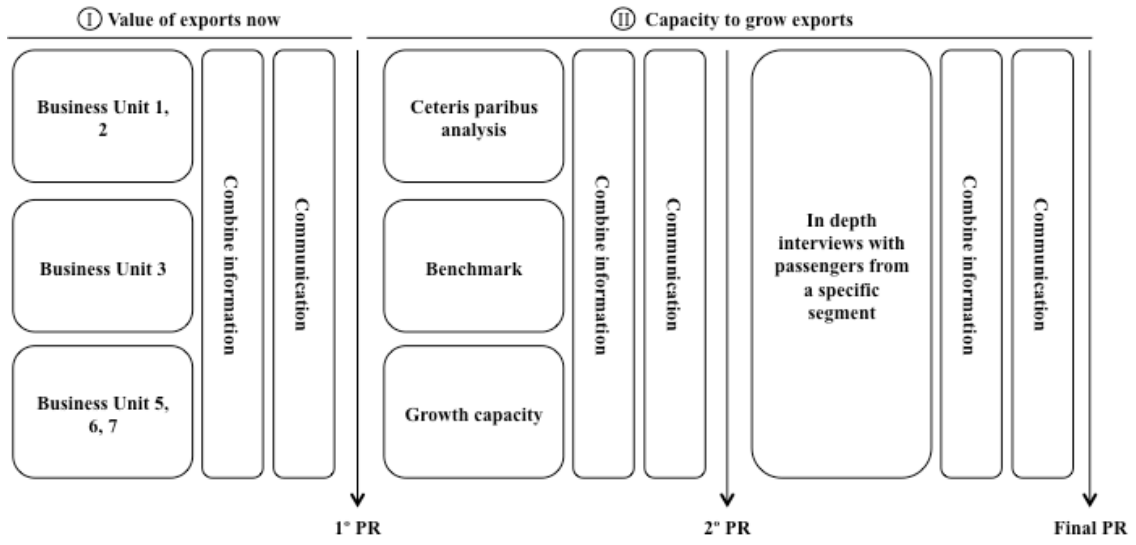 I Value of exports now
II Capacity to grow exports
Business Unit 1,
2
Business Unit 3
Business Unit 5,
6, 7
Combine information
Communication
1º PR
Ceteris paribus
analysis
Benchmark
Growth capacity
Combine information
Communication
2º PR
In depth
interviews with
passengers from
a specific
segment
Combine information
Communication
Final PR